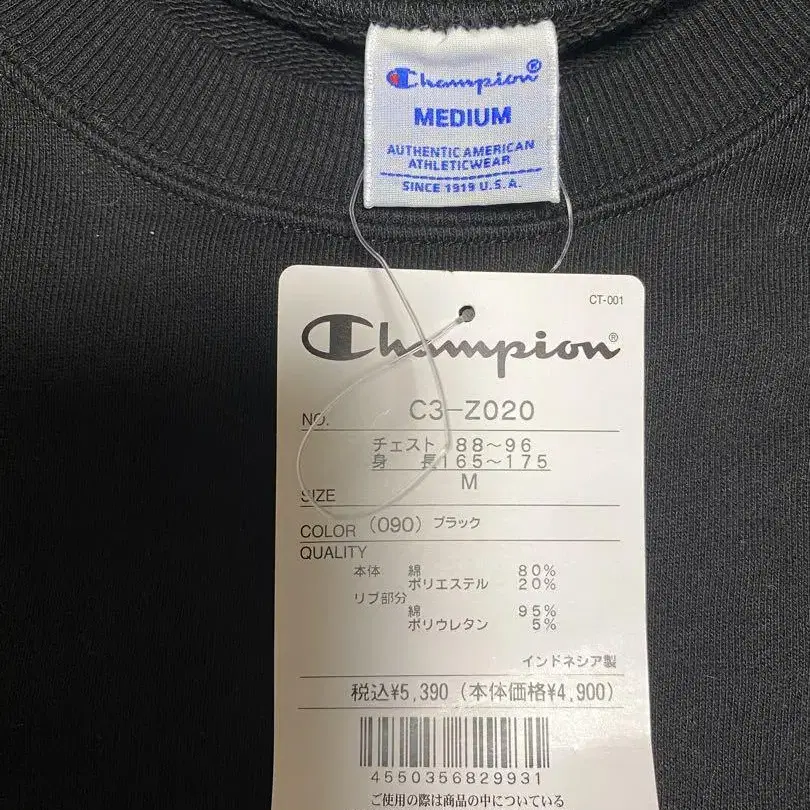 Champion®
MEDIUM
AUTHENTIC AMERICAN
ATHLETICWEAR
SINCE 1919 U.S.A.
CT-001
Champion®
NO. C3-Z020
チェスト 88～96
身 長165～175
SIZE M
COLOR (090) ブラック
QUALITY
本体 綿 80%
ポリエステル 20%
リブ部分
綿 95%
ポリウレタン 5%
インドネシア製
税込¥5,390 (本体価格¥4,900)
4550356829931
ご使用の際は商品の中についている